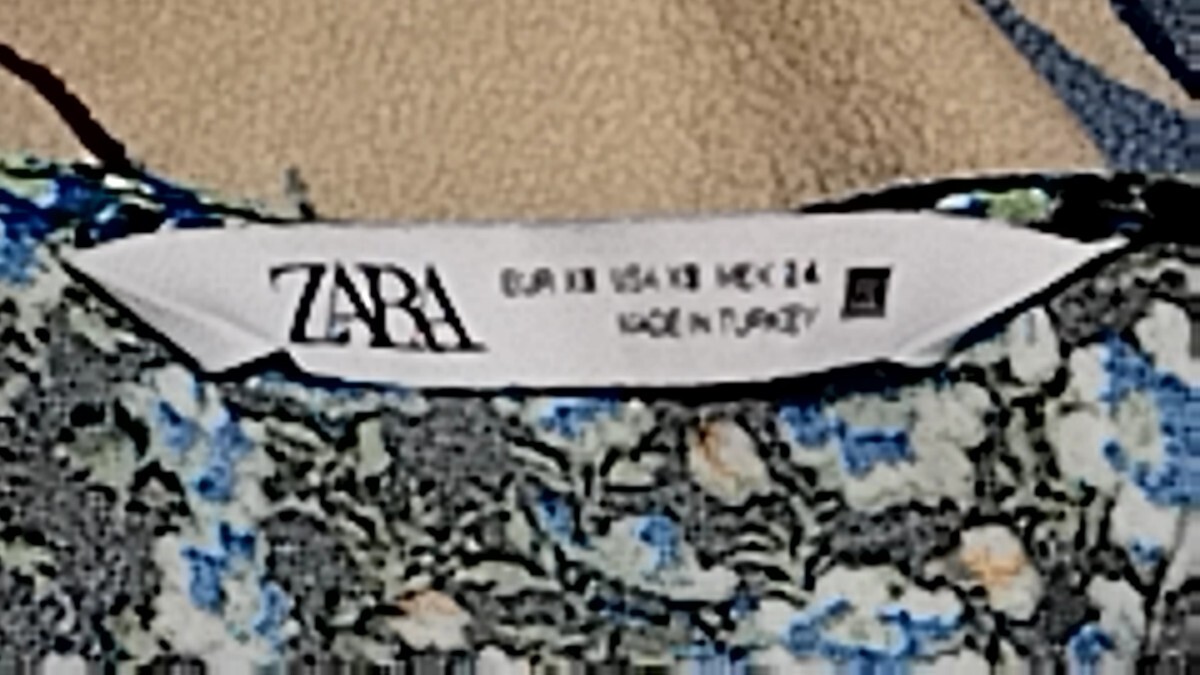 ZARA
EUR XS USA XS MEX 24
MADE IN TURKEY